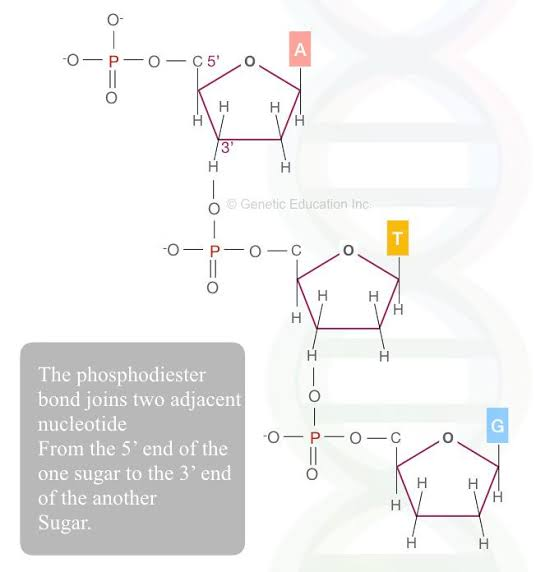 O-
-O — P — O — C 5' O A
O
H H H H
3'
H H
O © Genetic Education Inc.
-O — P — O — C O T
O
H H H H
H H
O
-O — P — O — C O G
O
H H H H
H H
The phosphodiester
bond joins two adjacent
nucleotide
From the 5' end of the
one sugar to the 3' end
of the another
Sugar.